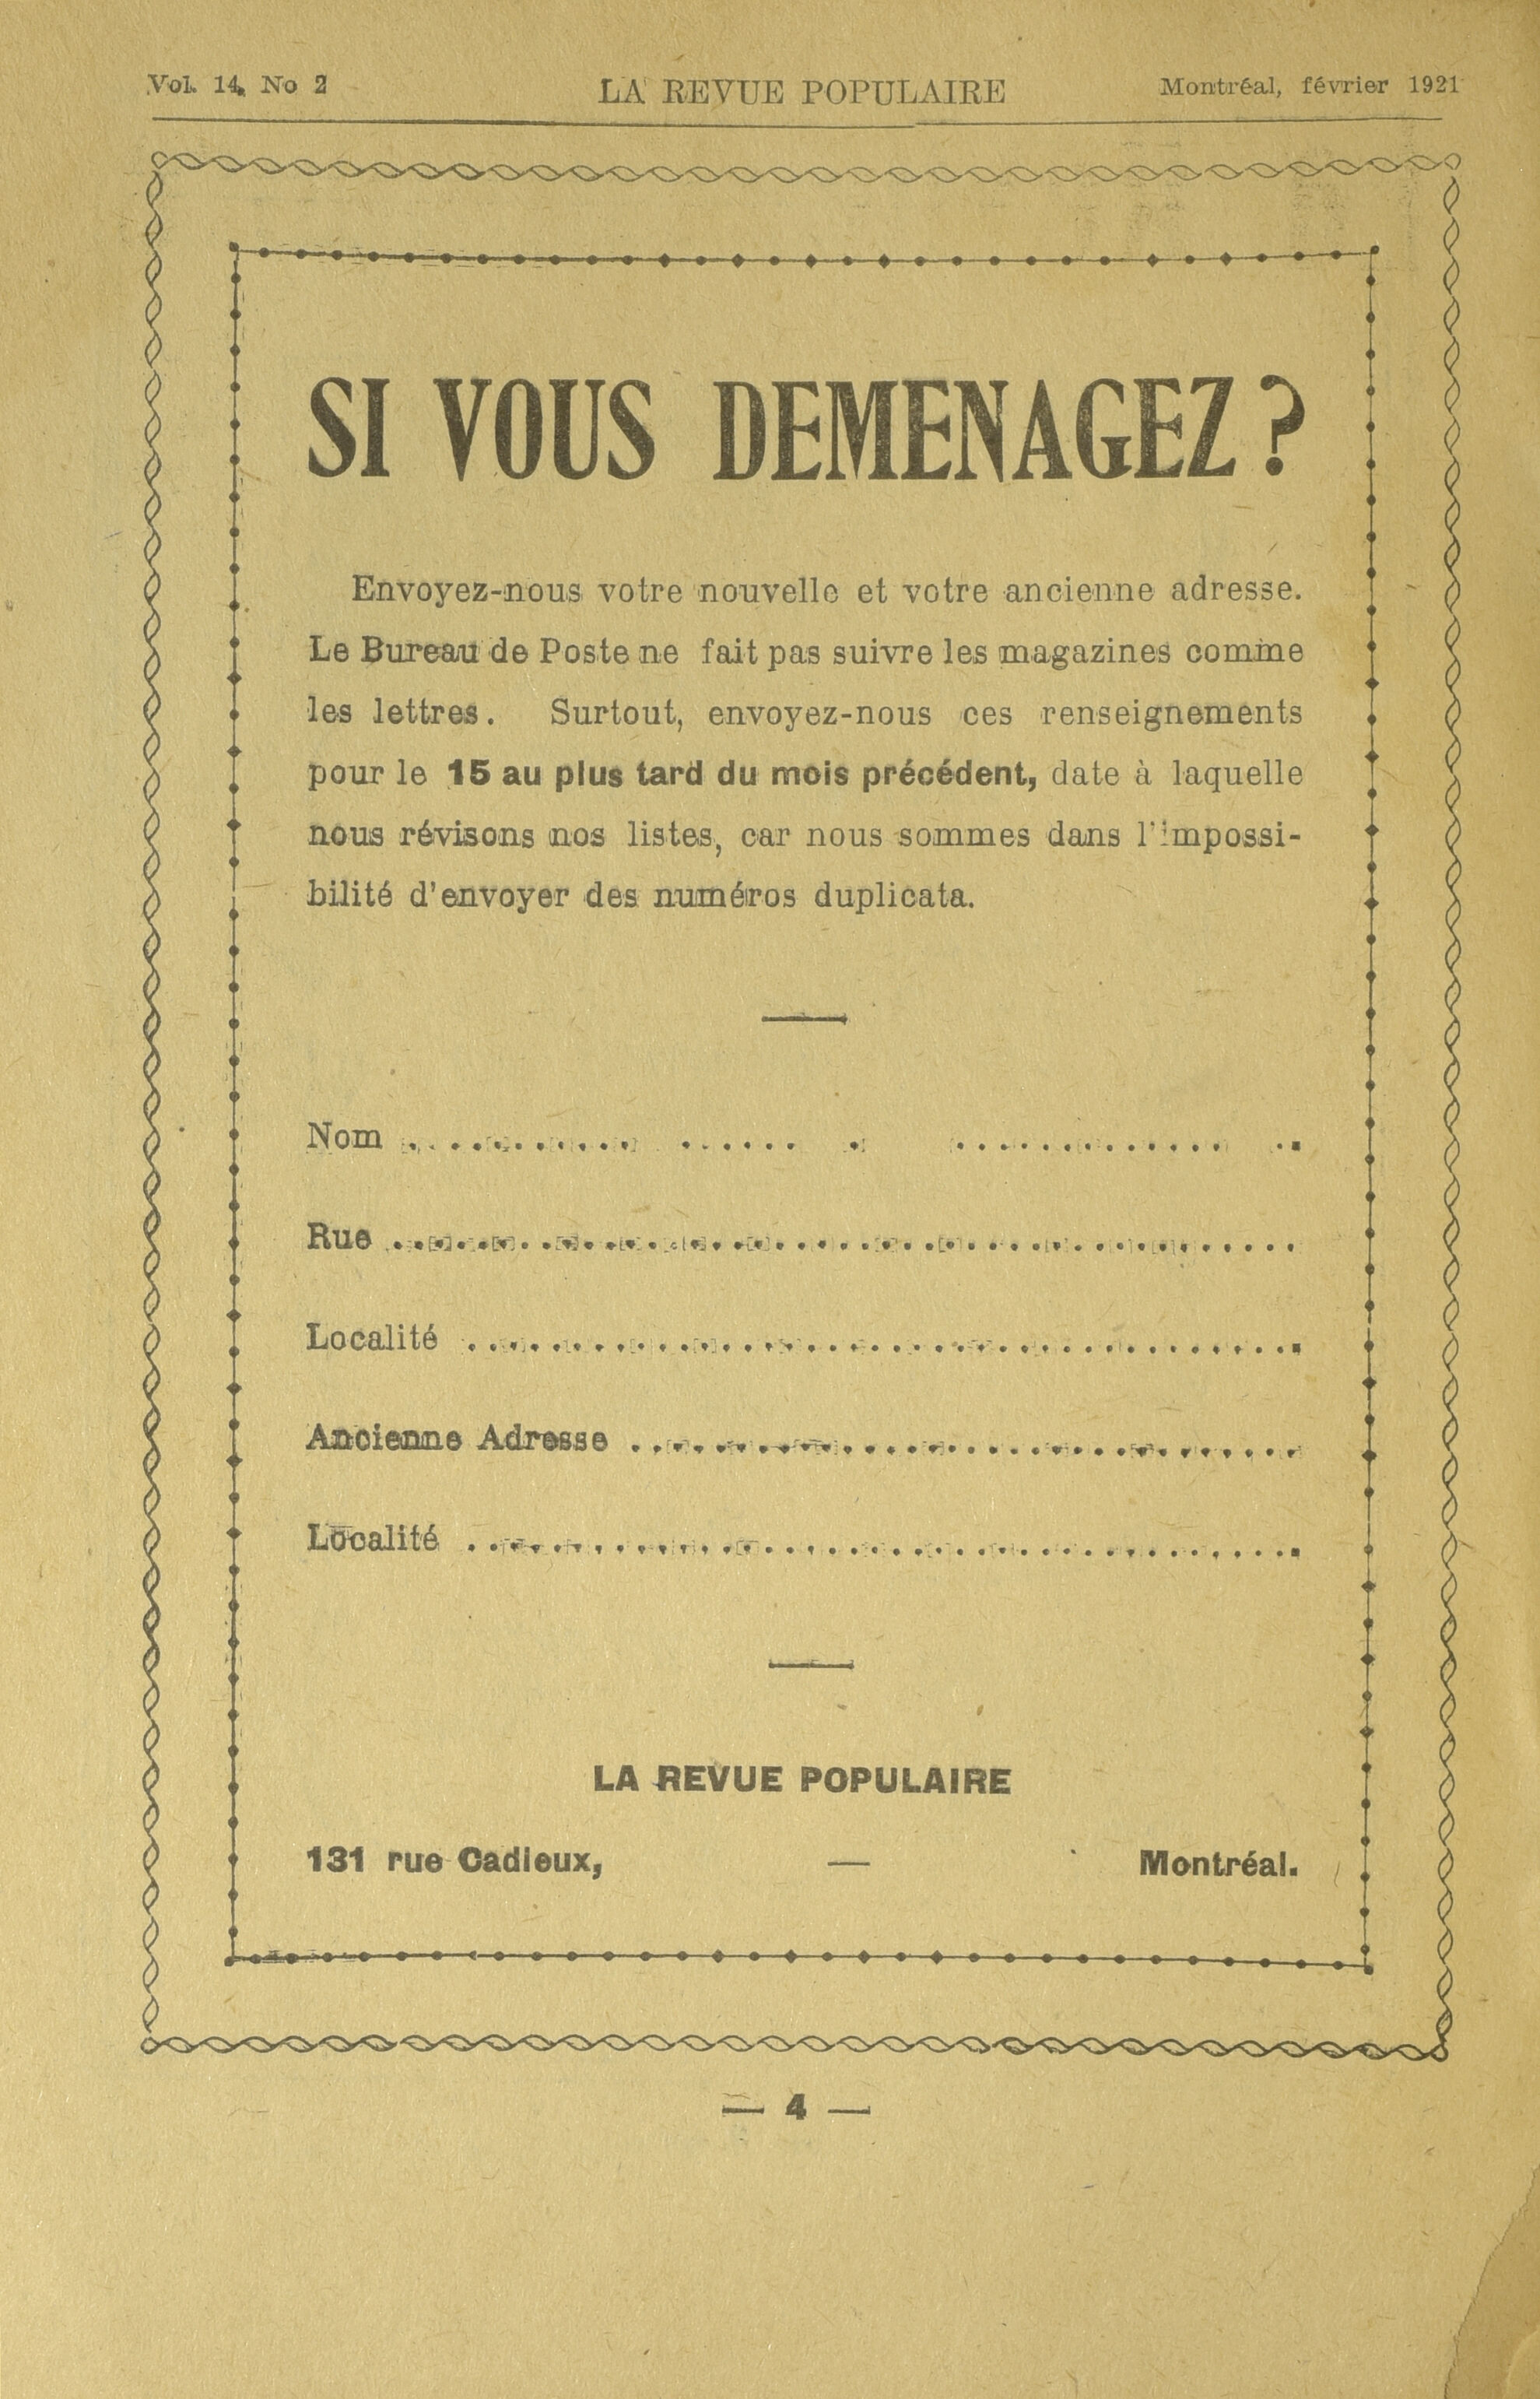 Vol. 14, No 2 LA REVUE POPULAIRE Montréal, février 1921
SI VOUS DEMENAGEZ?
Envoyez-nous votre nouvelle et votre ancienne adresse.
Le Bureau de Poste ne fait pas suivre les magazines comme
les lettres. Surtout, envoyez-nous ces renseignements
pour le 15 au plus tard du mois précédent, date à laquelle
nous révisons nos listes, car nous sommes dans l'impossi-
bilité d'envoyer des numéros duplicata.
Nom
Rue
Localité
Ancienne Adresse
Localité
LA REVUE POPULAIRE
131 rue Cadieux, — Montréal.
— 4 —